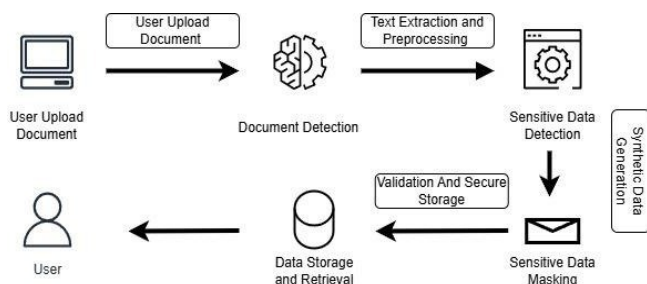 User Upload
Document
Text Extraction and
Preprocessing
User Upload
Document
Document Detection
Sensitive Data
Detection
Synthetic Data
Generation
Validation And Secure
Storage
User
Data Storage
and Retrieval
Sensitive Data
Masking